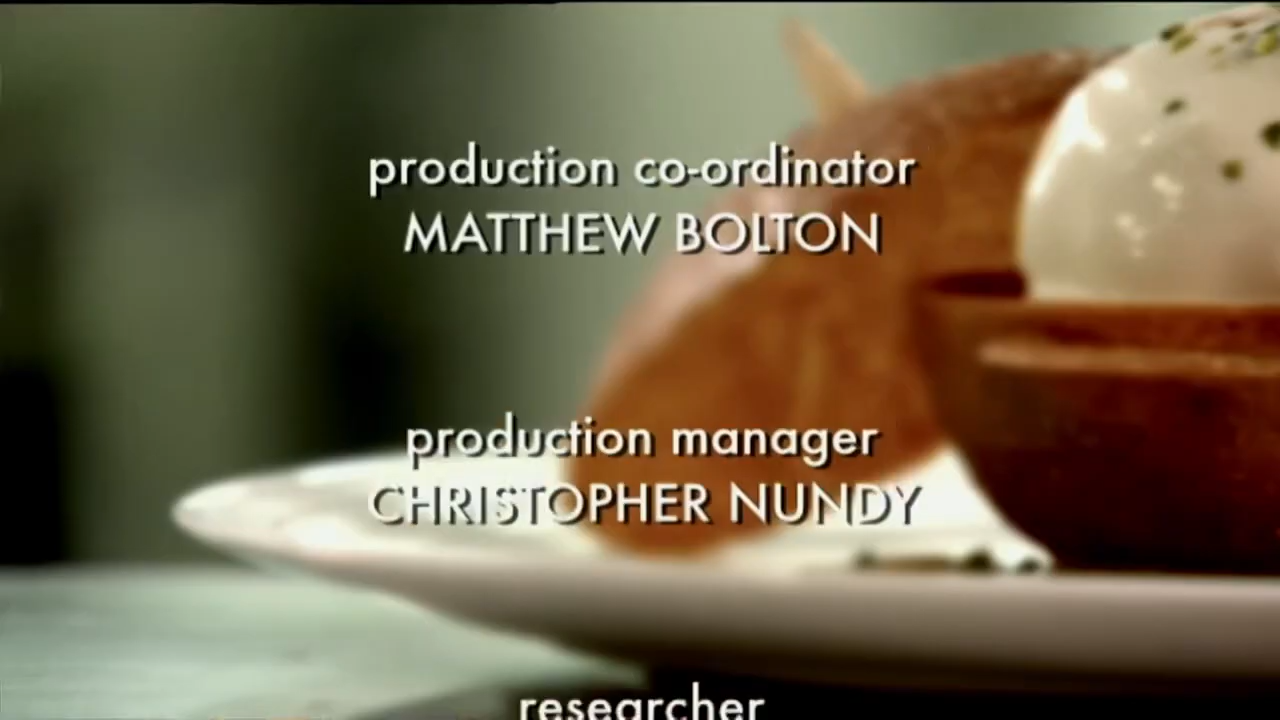 production co-ordinator
MATTHEW BOLTON
production manager
CHRISTOPHER NUNDY
researcher